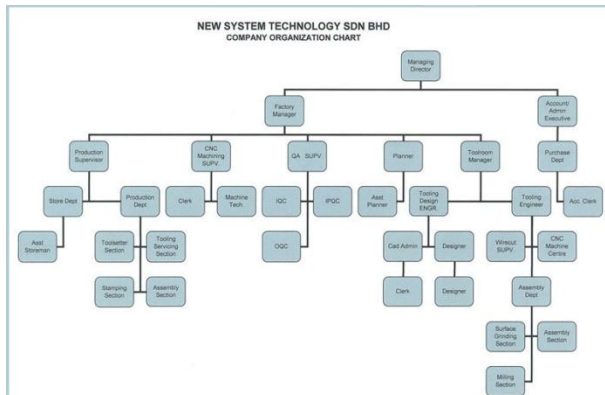 NEW SYSTEM TECHNOLOGY SDN BHD
COMPANY ORGANIZATION CHART
Managing
Director
Factory
Manager
Account/
Admin
Executive
Production
Supervisor
CNC
Machining
SUPV.
QA SUPV.
Planner
Toolroom
Manager
Purchase
Dept
Store Dept
Production
Dept
Clerk
Machine
Tech.
IQC
IPQC
Asst
Planner
Tooling
Design
ENGR.
Tooling
Engineer
Acc. Clerk
Asst
Storeman
Toolsetter
Section
Tooling
Servicing
Section
OQC
Cad Admin
Designer
Wirecut
SUPV.
CNC
Machine
Centre
Stamping
Section
Assembly
Section
Clerk
Designer
Assembly
Dept
Surface
Grinding
Section
Assembly
Section
Milling
Section